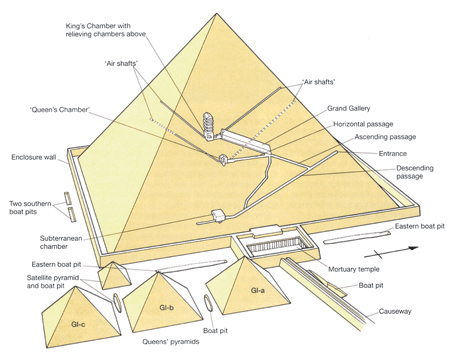 King's Chamber with
relieving chambers above
'Air shafts'
'Air shafts'
'Queen's Chamber'
Grand Gallery
Horizontal passage
Ascending passage
Entrance
Enclosure wall
Descending
passage
Two southern
boat pits
Subterranean
chamber
Eastern boat pit
Eastern boat pit
Satellite pyramid
and boat pit
Mortuary temple
Boat pit
GI-a
GI-b
GI-c
Causeway
Boat pit
Queens' pyramids